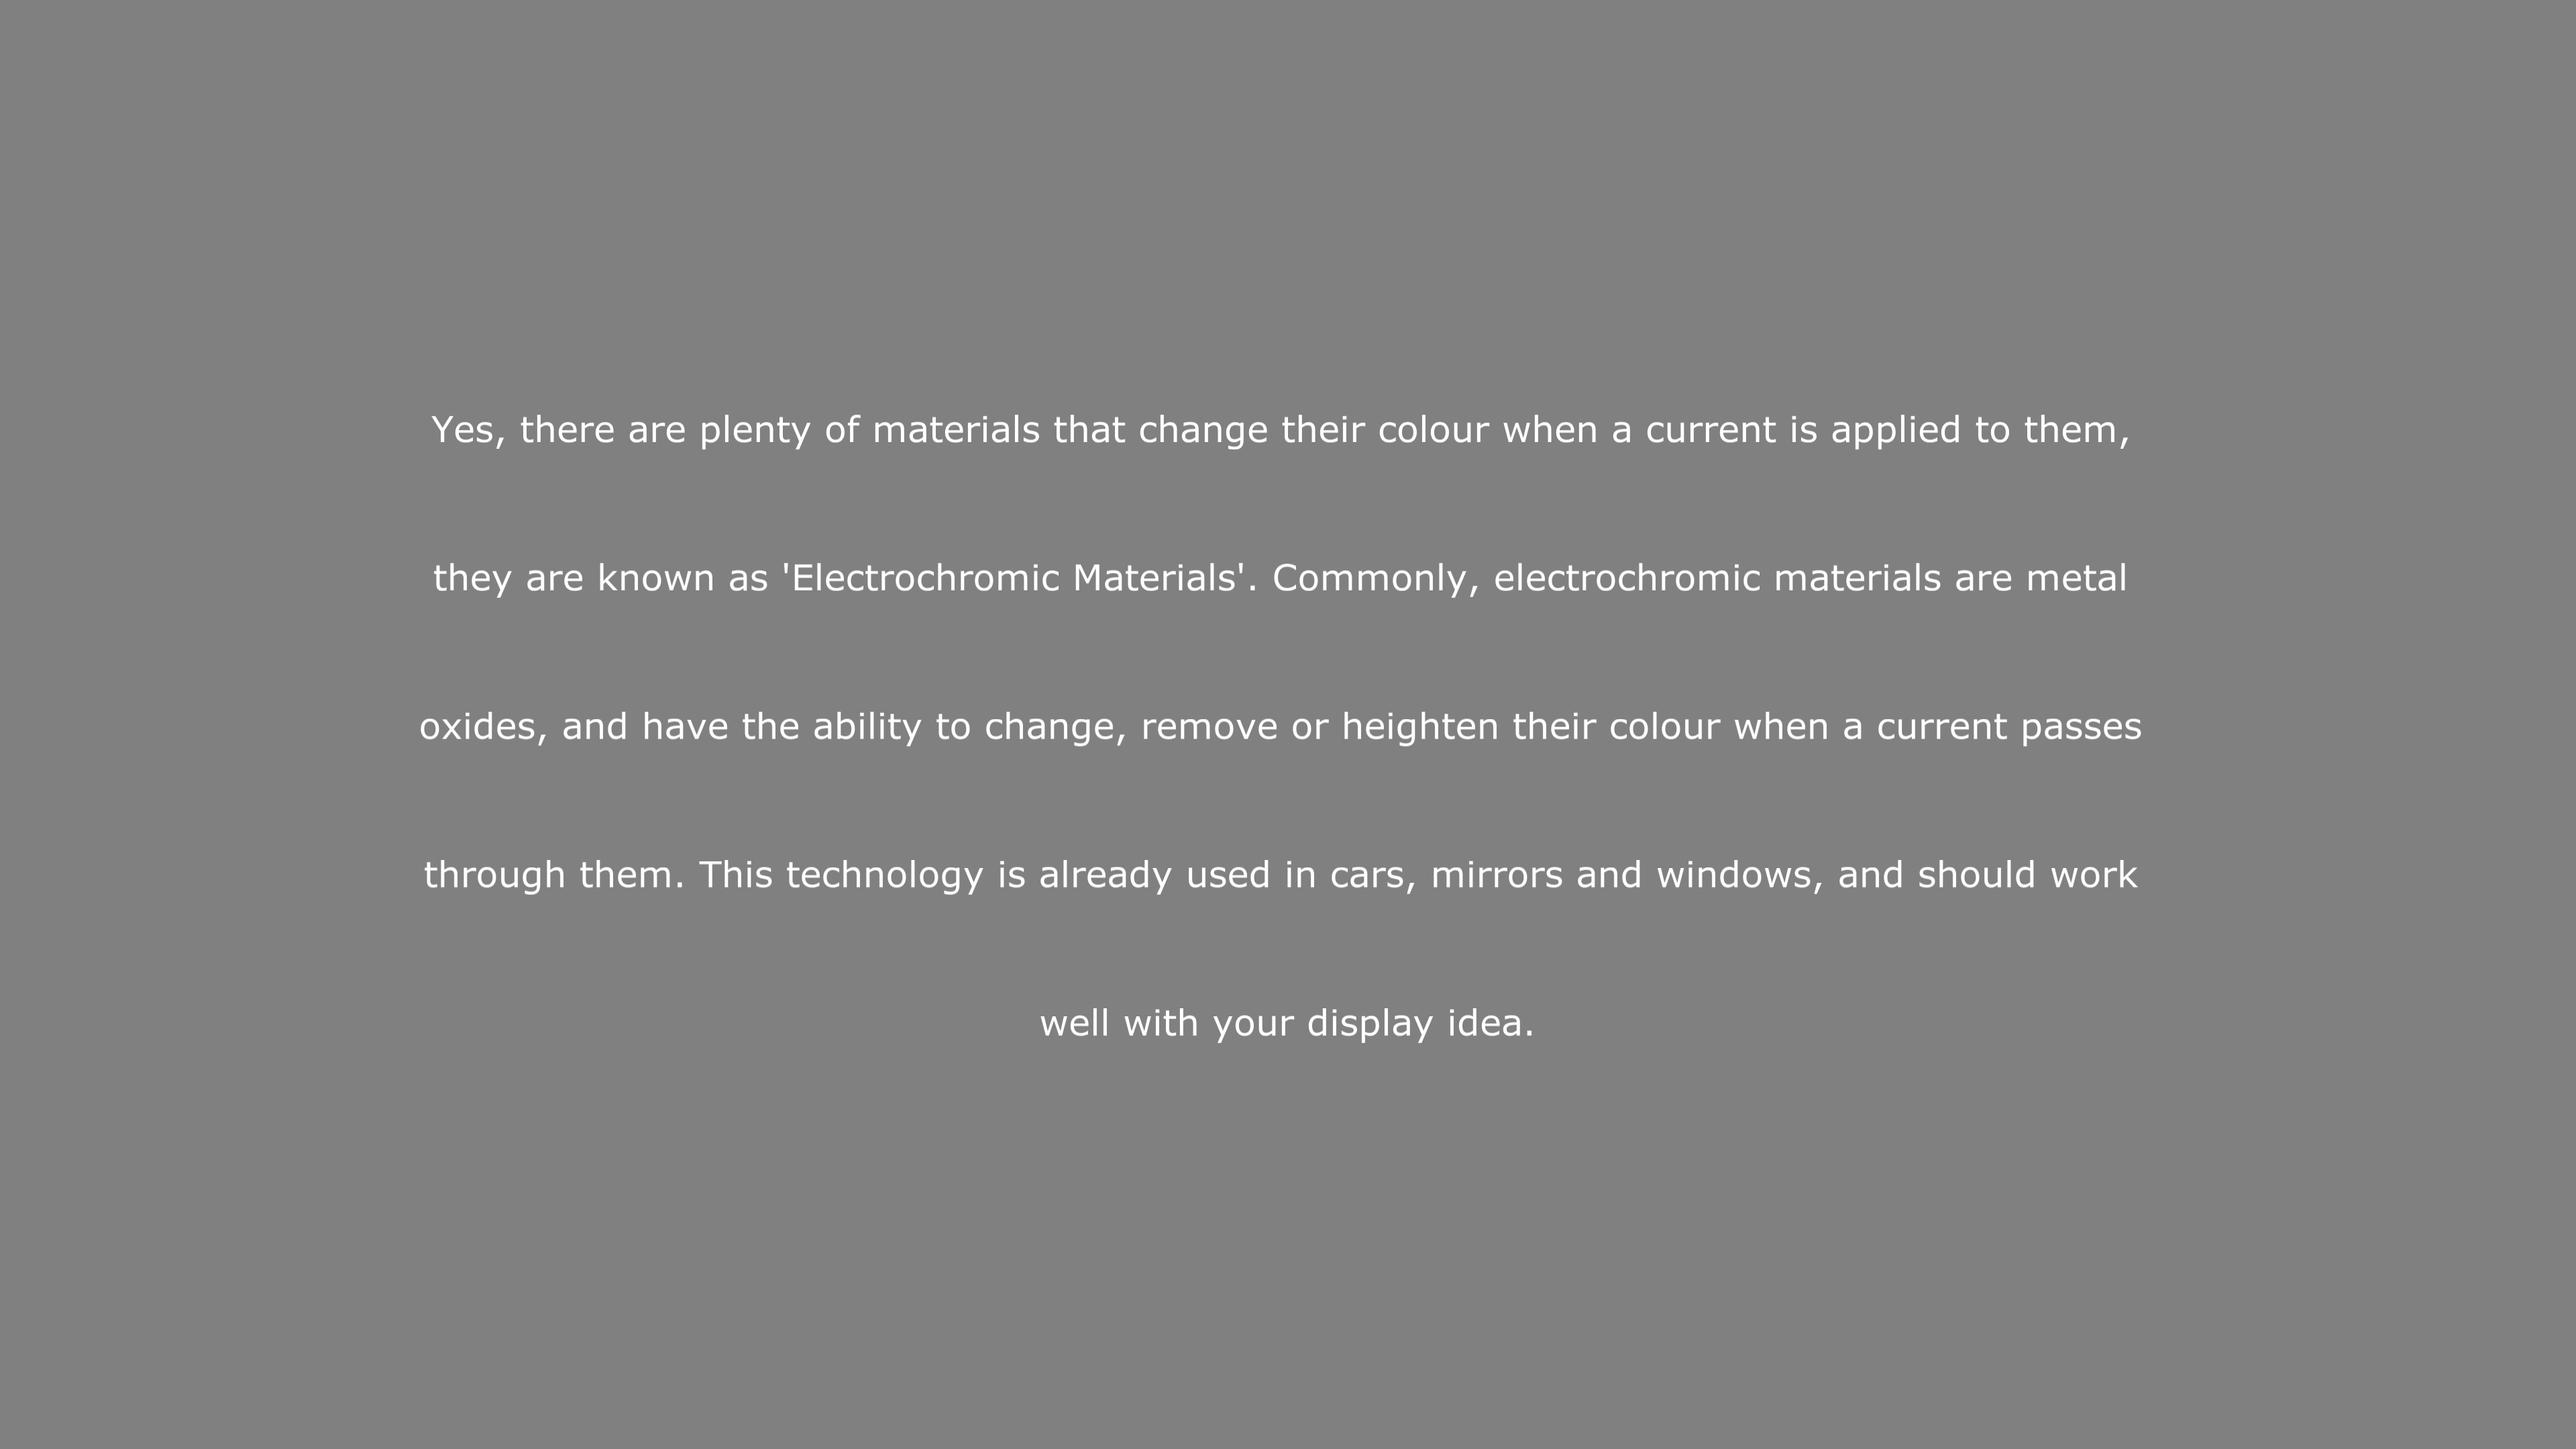 Yes, there are plenty of materials that change their colour when a current is applied to them,
they are known as 'Electrochromic Materials'. Commonly, electrochromic materials are metal
oxides, and have the ability to change, remove or heighten their colour when a current passes
through them. This technology is already used in cars, mirrors and windows, and should work
well with your display idea.